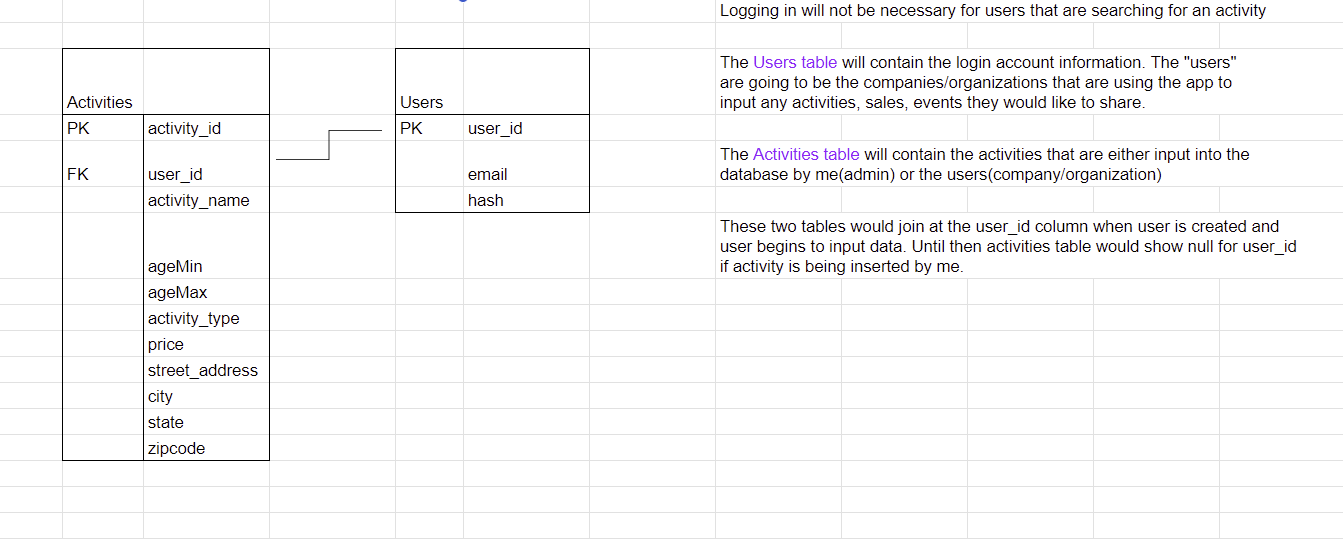 Logging in will not be necessary for users that are searching for an activity
Activities
PK activity_id
FK user_id
activity_name
ageMin
ageMax
activity_type
price
street_address
city
state
zipcode
Users
PK user_id
email
hash
The Users table will contain the login account information. The "users"
are going to be the companies/organizations that are using the app to
input any activities, sales, events they would like to share.
The Activities table will contain the activities that are either input into the
database by me(admin) or the users(company/organization)
These two tables would join at the user_id column when user is created and
user begins to input data. Until then activities table would show null for user_id
if activity is being inserted by me.